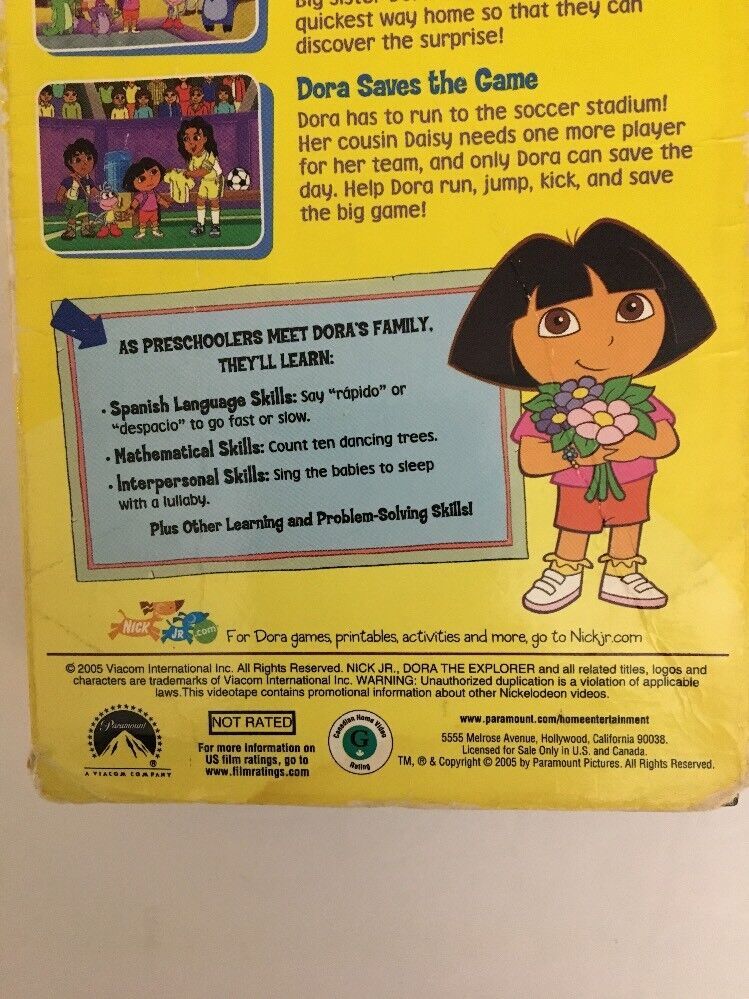 Big Sister
quickest way home so that they can
discover the surprise!
Dora Saves the Game
Dora has to run to the soccer stadium!
Her cousin Daisy needs one more player
for her team, and only Dora can save the
day. Help Dora run, jump, kick, and save
the big game!
AS PRESCHOOLERS MEET DORA'S FAMILY,
THEY'LL LEARN:
• Spanish Language Skills: Say "rápido" or
"despacio" to go fast or slow.
• Mathematical Skills: Count ten dancing trees.
• Interpersonal Skills: Sing the babies to sleep
with a lullaby.
Plus Other Learning and Problem-Solving Skills!
NICK JR .com For Dora games, printables, activities and more, go to Nickjr.com
© 2005 Viacom International Inc. All Rights Reserved. NICK JR., DORA THE EXPLORER and all related titles, logos and
characters are trademarks of Viacom International Inc. WARNING: Unauthorized duplication is a violation of applicable
laws. This videotape contains promotional information about other Nickelodeon videos.
Paramount
A VIACOM COMPANY
NOT RATED
For more information on
US film ratings, go to
www.filmratings.com
Canadian Home Video
G
Rating
www.paramount.com/homeentertainment
5555 Melrose Avenue, Hollywood, California 90038.
Licensed for Sale Only in U.S. and Canada.
TM, ® & Copyright © 2005 by Paramount Pictures. All Rights Reserved.